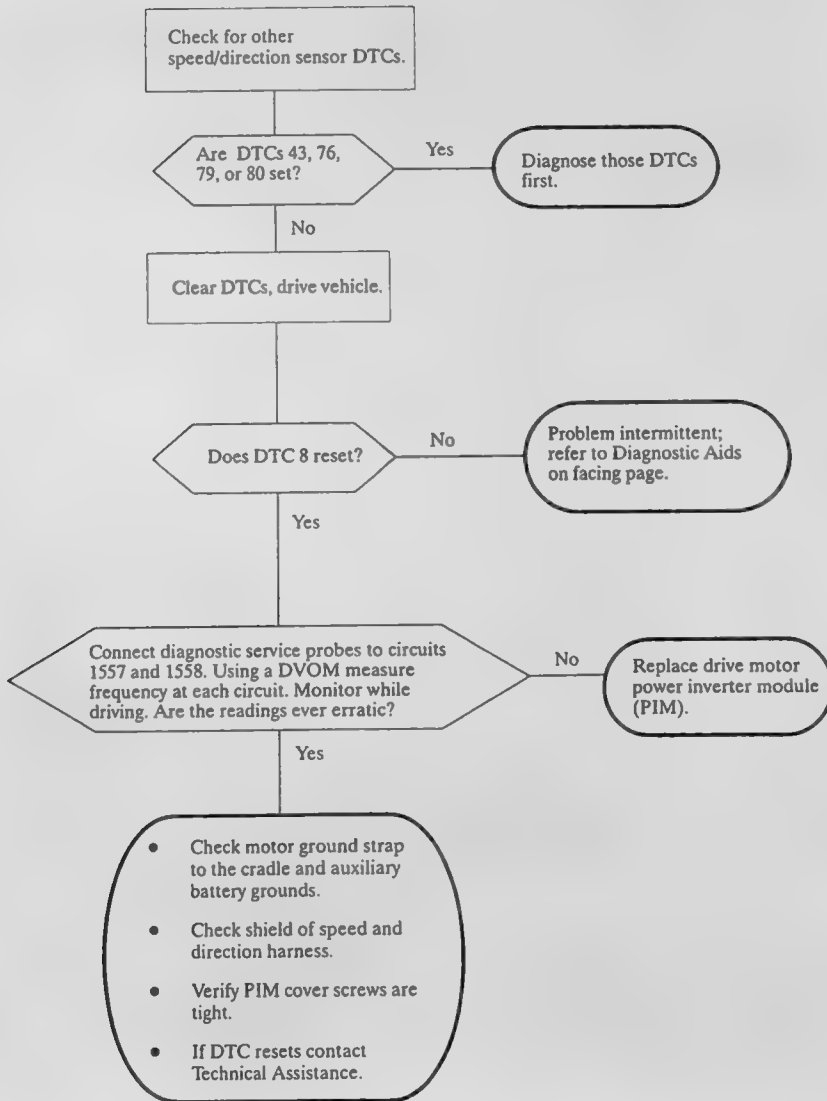 Check for other
speed/direction sensor DTCs.
Are DTCs 43, 76,
79, or 80 set?
Yes
Diagnose those DTCs
first.
No
Clear DTCs, drive vehicle.
Does DTC 8 reset?
No
Problem intermittent;
refer to Diagnostic Aids
on facing page.
Yes
Connect diagnostic service probes to circuits
1557 and 1558. Using a DVOM measure
frequency at each circuit. Monitor while
driving. Are the readings ever erratic?
No
Replace drive motor
power inverter module
(PIM).
Yes
• Check motor ground strap
to the cradle and auxiliary
battery grounds.
• Check shield of speed and
direction harness.
• Verify PIM cover screws are
tight.
• If DTC resets contact
Technical Assistance.